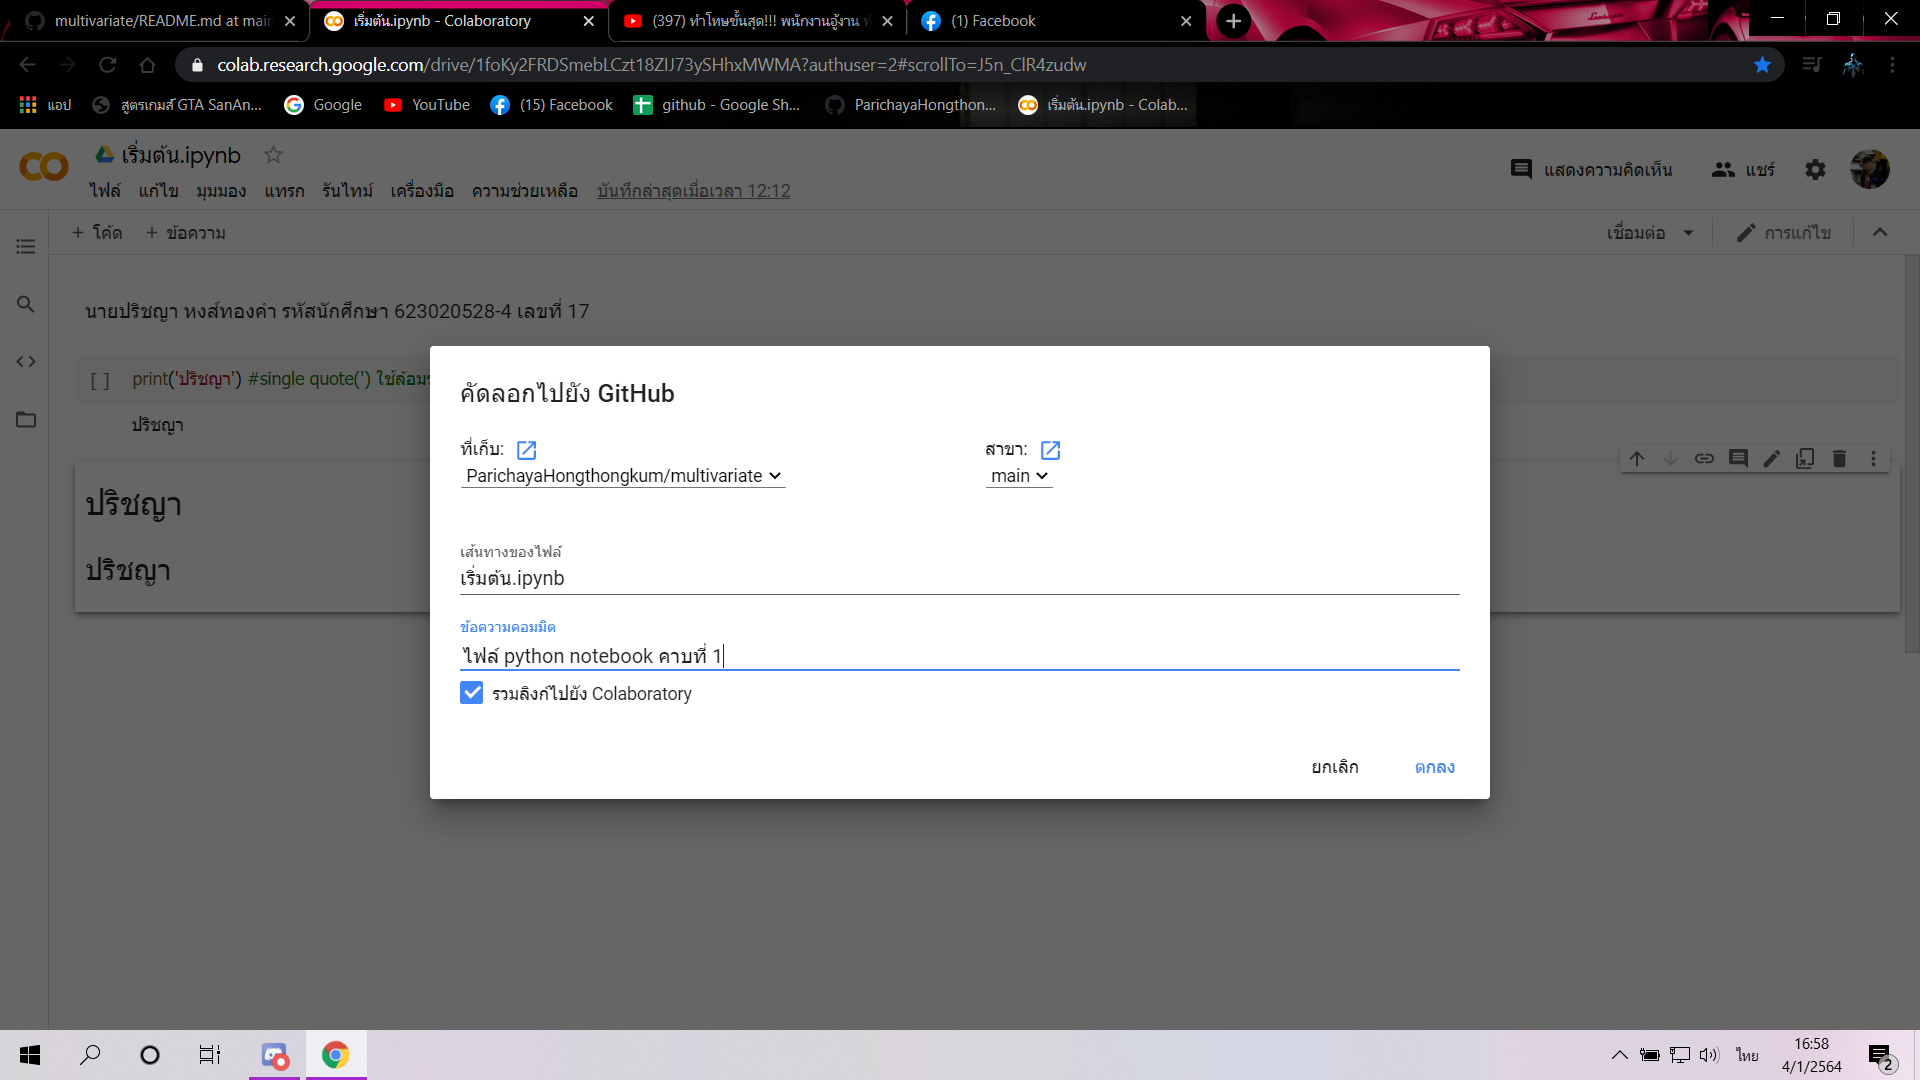 multivariate/README.md at main
เริ่มต้น.ipynb - Colaboratory
(397) ทำโทษขั้นสุด!!! พนักงานอู้งาน
(1) Facebook
colab.research.google.com/drive/1foKy2FRDSmebLCzt18ZIJ73ySHhxMWMA?authuser=2#scrollTo=J5n_ClR4zudw
แอป
สูตรเกมส์ GTA SanAn...
Google
YouTube
(15) Facebook
github - Google Sh...
ParichayaHongthon...
เริ่มต้น.ipynb - Colab...
เริ่มต้น.ipynb
ไฟล์ แก้ไข มุมมอง แทรก รันไทม์ เครื่องมือ ความช่วยเหลือ บันทึกล่าสุดเมื่อเวลา 12:12
แสดงความคิดเห็น
แชร์
+ โค้ด + ข้อความ
เชื่อมต่อ
การแก้ไข
นายปริชญา หงส์ทองคำ รหัสนักศึกษา 623020528-4 เลขที่ 17
[ ] print('ปริชญา') #single quote(') ใช้ล้อม
ปริชญา
ปริชญา
ปริชญา
คัดลอกไปยัง GitHub
ที่เก็บ:
สาขา:
ParichayaHongthongkum/multivariate
main
เส้นทางของไฟล์
เริ่มต้น.ipynb
ข้อความคอมมิต
ไฟล์ python notebook คาบที่ 1
รวมลิงก์ไปยัง Colaboratory
ยกเลิก
ตกลง
ไทย
16:58
4/1/2564
2